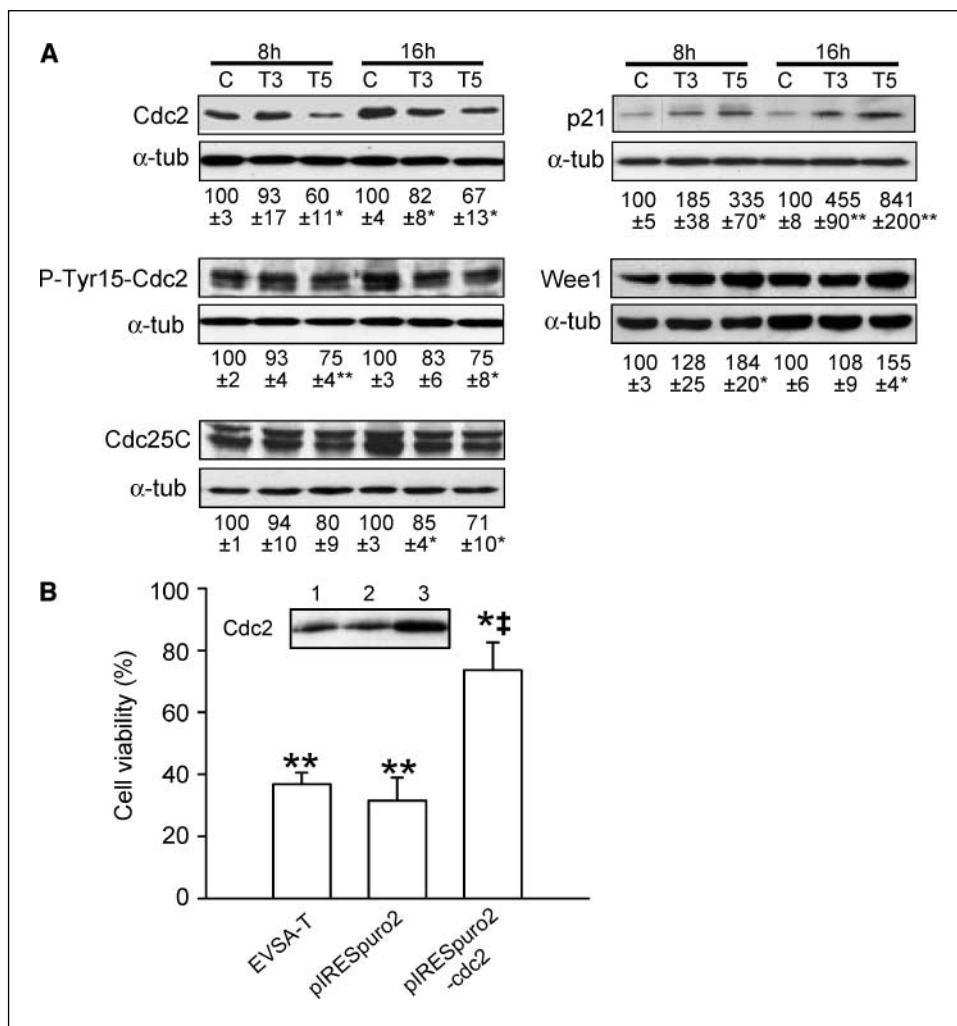 A
8h 16h
C T3 T5 C T3 T5
Cdc2
α-tub
100 93 60 100 82 67
±3 ±17 ±11* ±4 ±8* ±13*
P-Tyr15-Cdc2
α-tub
100 93 75 100 83 75
±2 ±4 ±4** ±3 ±6 ±8*
Cdc25C
α-tub
100 94 80 100 85 71
±1 ±10 ±9 ±3 ±4* ±10*
8h 16h
C T3 T5 C T3 T5
p21
α-tub
100 185 335 100 455 841
±5 ±38 ±70* ±8 ±90** ±200**
Wee1
α-tub
100 128 184 100 108 155
±3 ±25 ±20* ±6 ±9 ±4*
B
Cell viability (%)
100
80
60
40
20
0
1 2 3
Cdc2
** ** *‡
EVSA-T
pIRESpuro2
pIRESpuro2
-cdc2